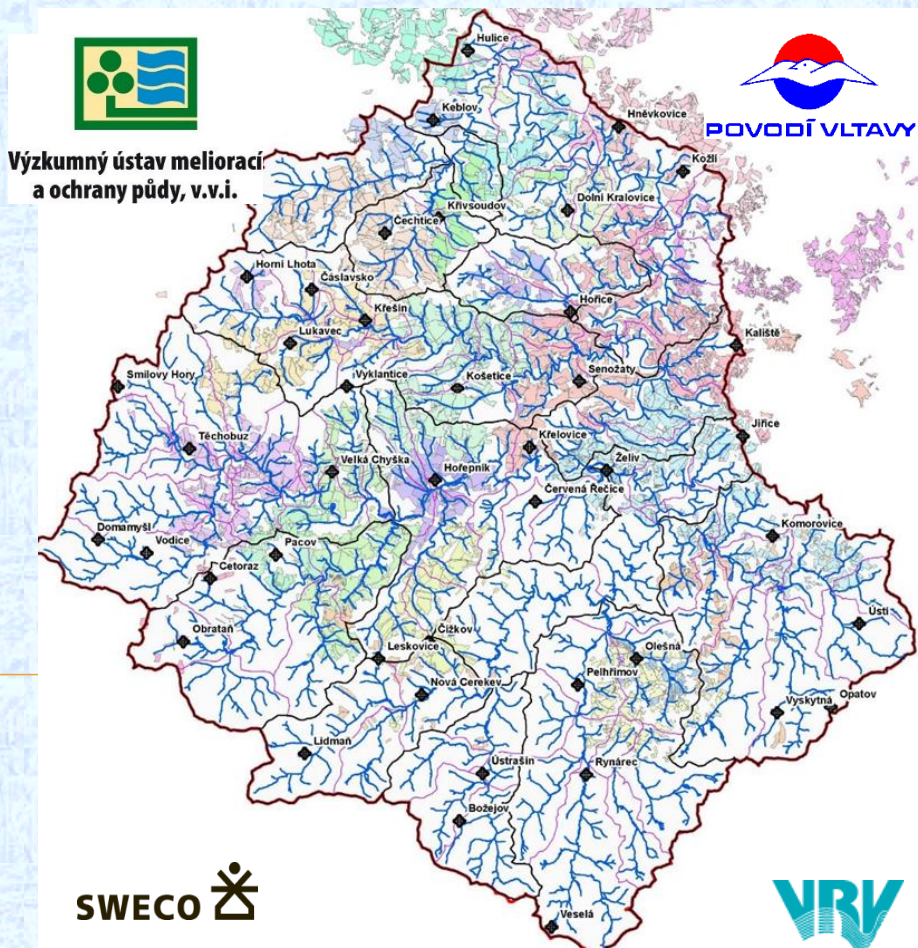 Hulice
Keblov
Hněvkovice
POVODÍ VLTAVY
Výzkumný ústav meliorací
a ochrany půdy, v.v.i.
Kožlí
Křivsoudov
Dolní Kralovice
Čechtice
Horní Lhota
Čáslavsko
Křešín
Hořice
Lukavec
Kaliště
Smilovy Hory
Vyklantice
Košetice
Senožaty
Těchobuz
Velká Chyška
Křelovice
Jiřice
Hořepník
Želiv
Červená Řečice
Domamyšl
Vodice
Pacov
Komorovice
Cetoraz
Ústí
Obrataň
Čížkov
Leskovice
Olešná
Pelhřimov
Nová Cerekev
Vyskytná
Opatov
Lidmaň
Ústrašín
Rynárec
Božejov
SWECO
VRV
Veselá